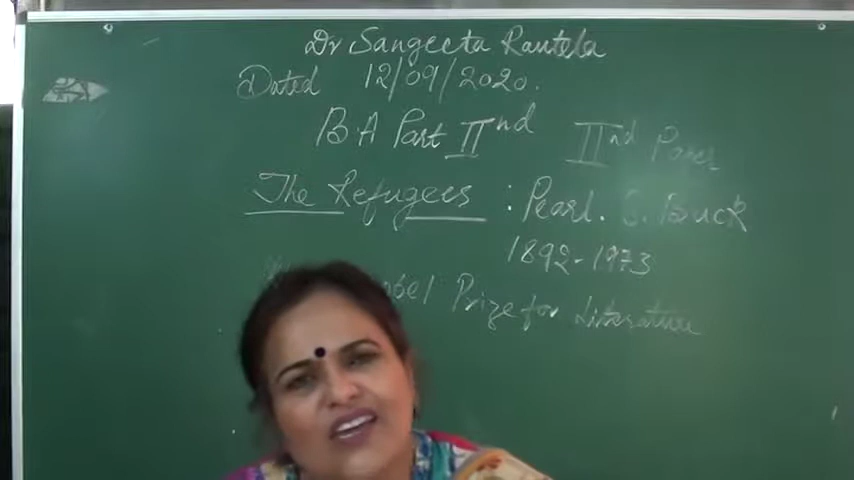 Dr Sangeeta Rautela
Dated 12/09/2020.
B.A Part IInd IInd Paper
The Refugees : Pearl. S. Buck
1892-1973
Nobel Prize for Literature